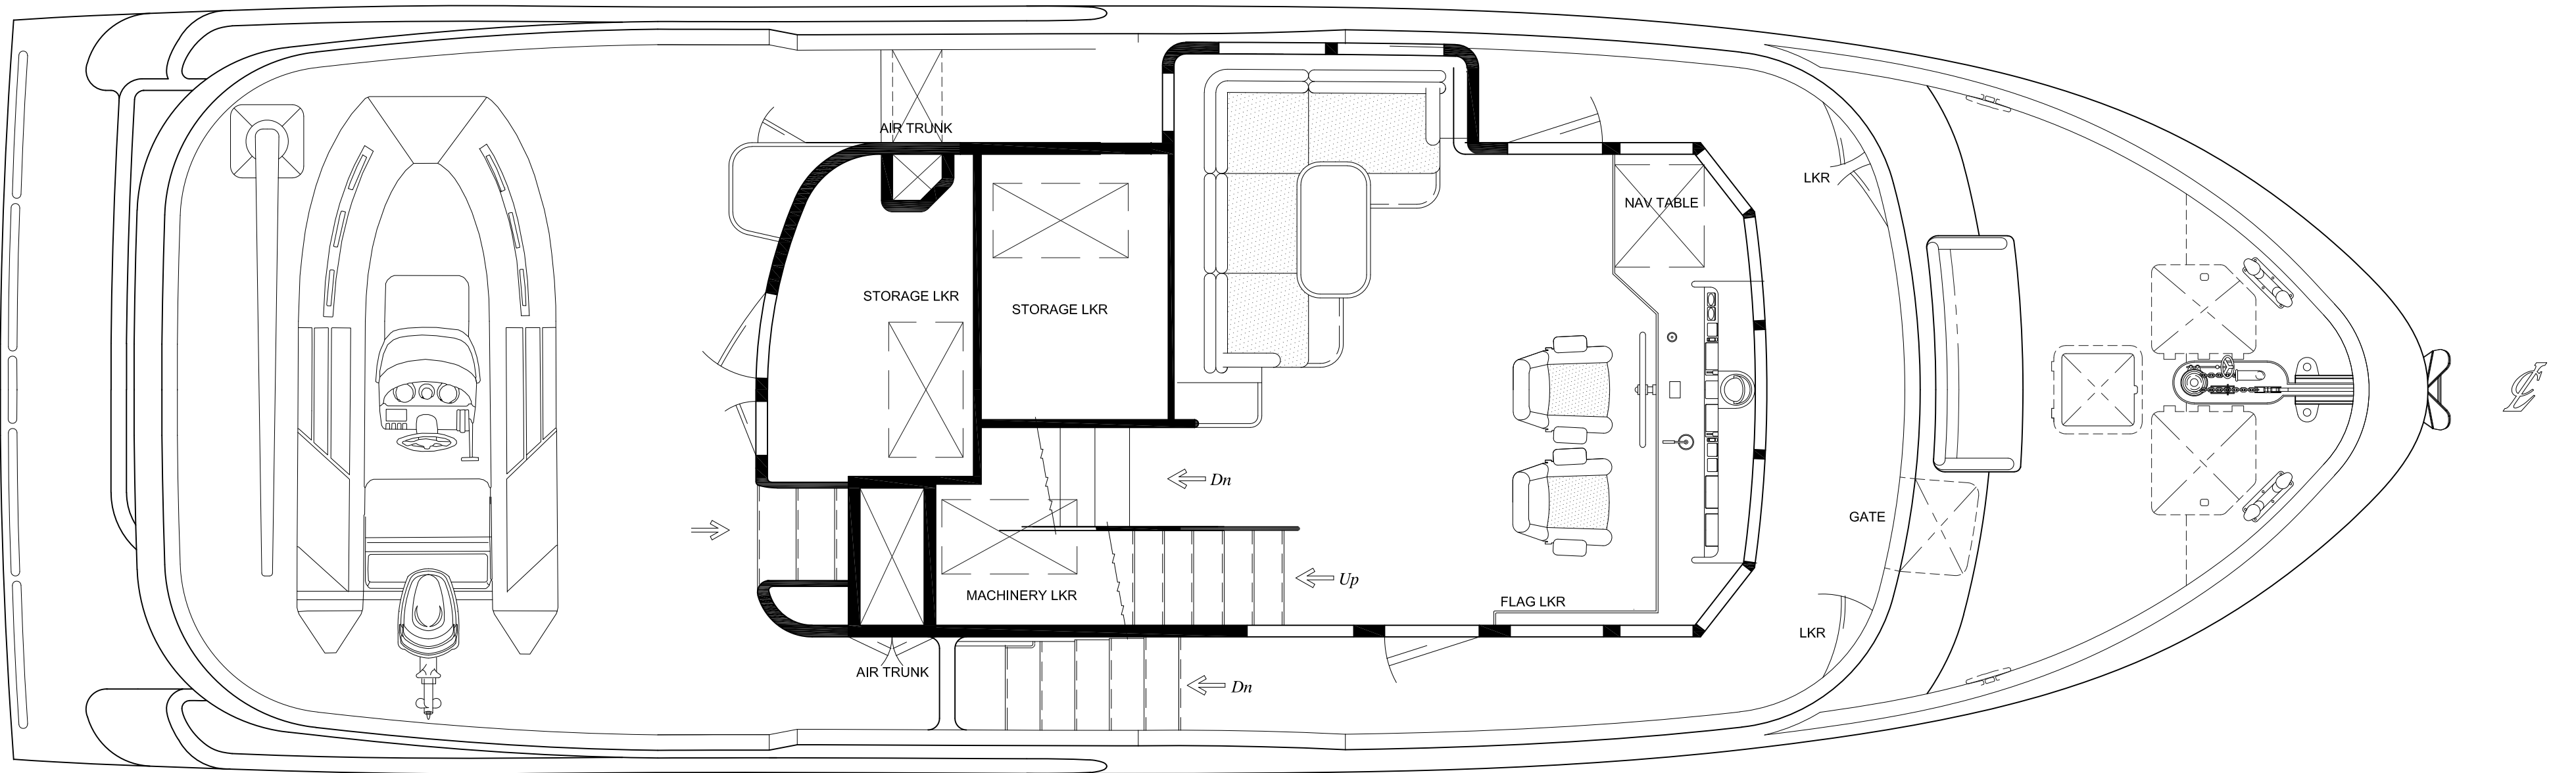 AIR TRUNK
LKR
NAV TABLE
STORAGE LKR
STORAGE LKR
Dn
GATE
Up
MACHINERY LKR
FLAG LKR
LKR
AIR TRUNK
Dn
CL